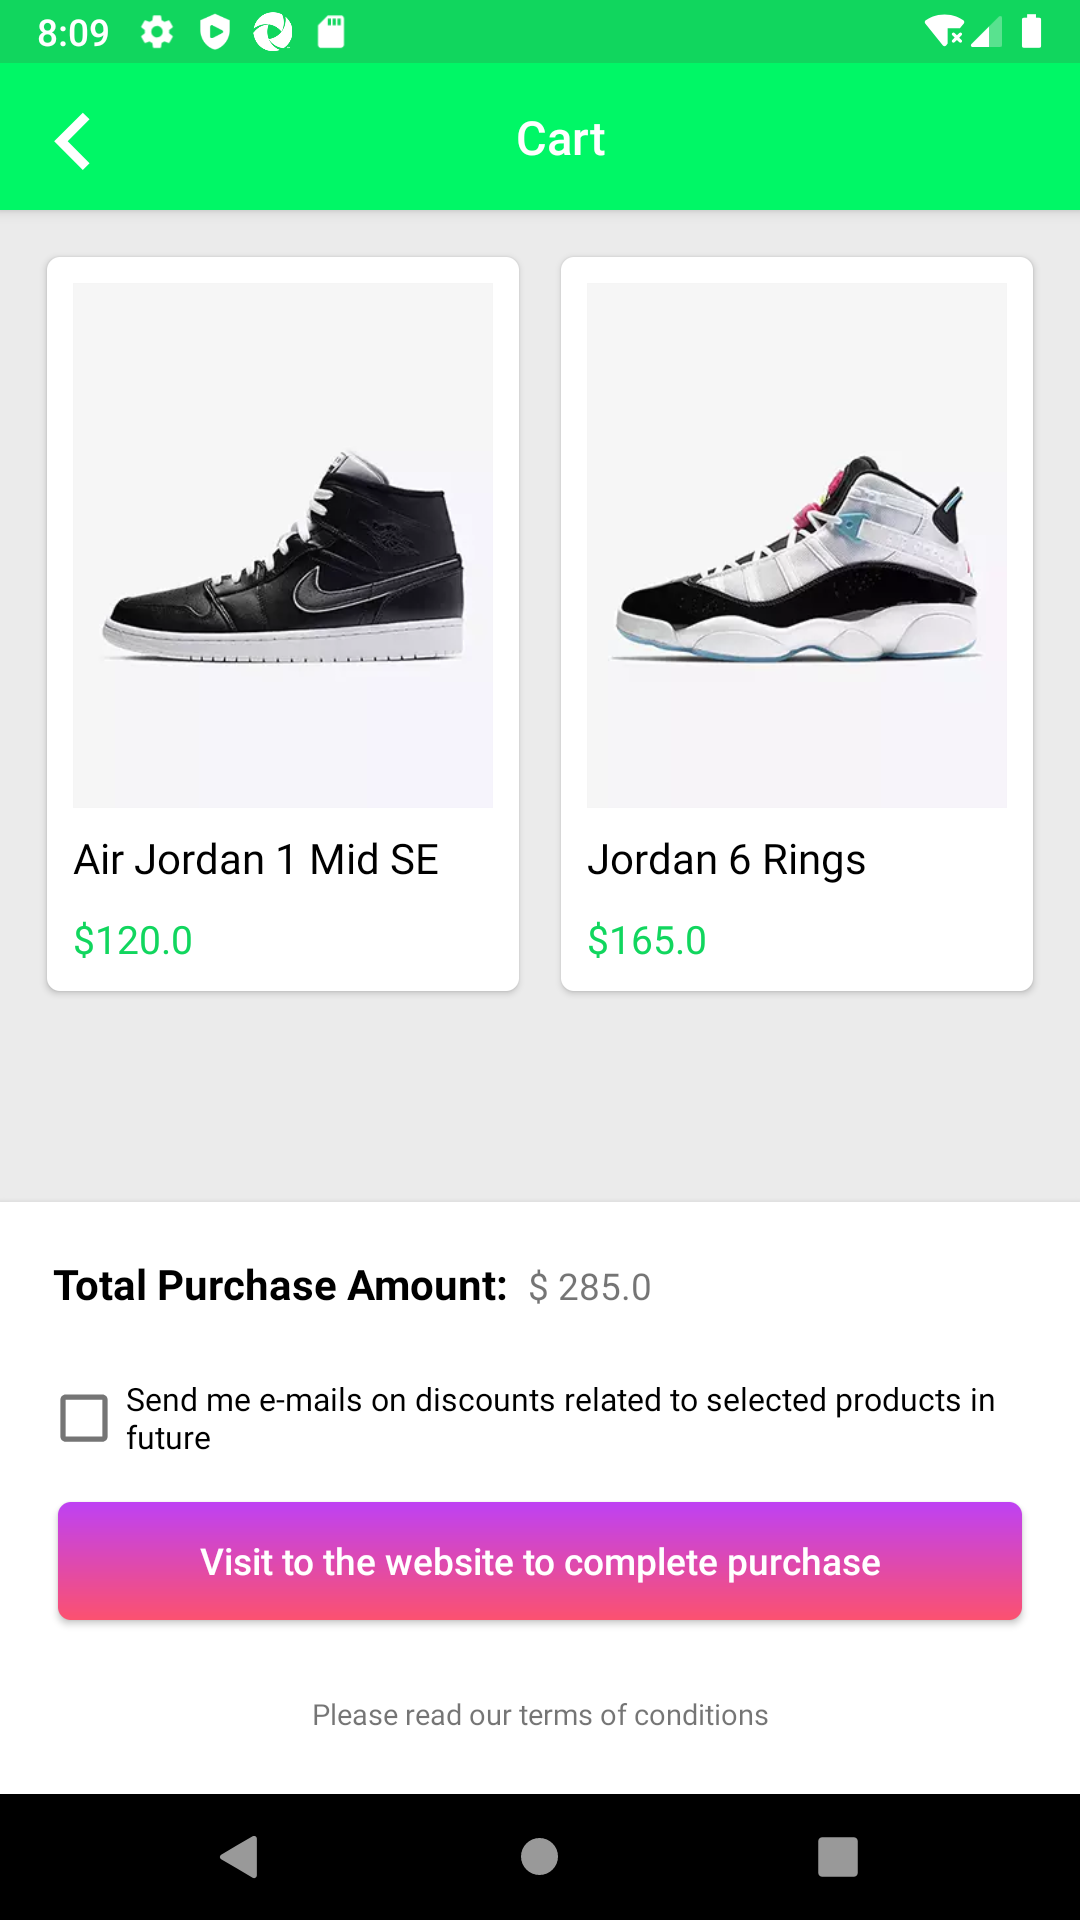 8:09
Cart
Air Jordan 1 Mid SE
$120.0
Jordan 6 Rings
$165.0
Total Purchase Amount: $ 285.0
Send me e-mails on discounts related to selected products in
future
Visit to the website to complete purchase
Please read our terms of conditions